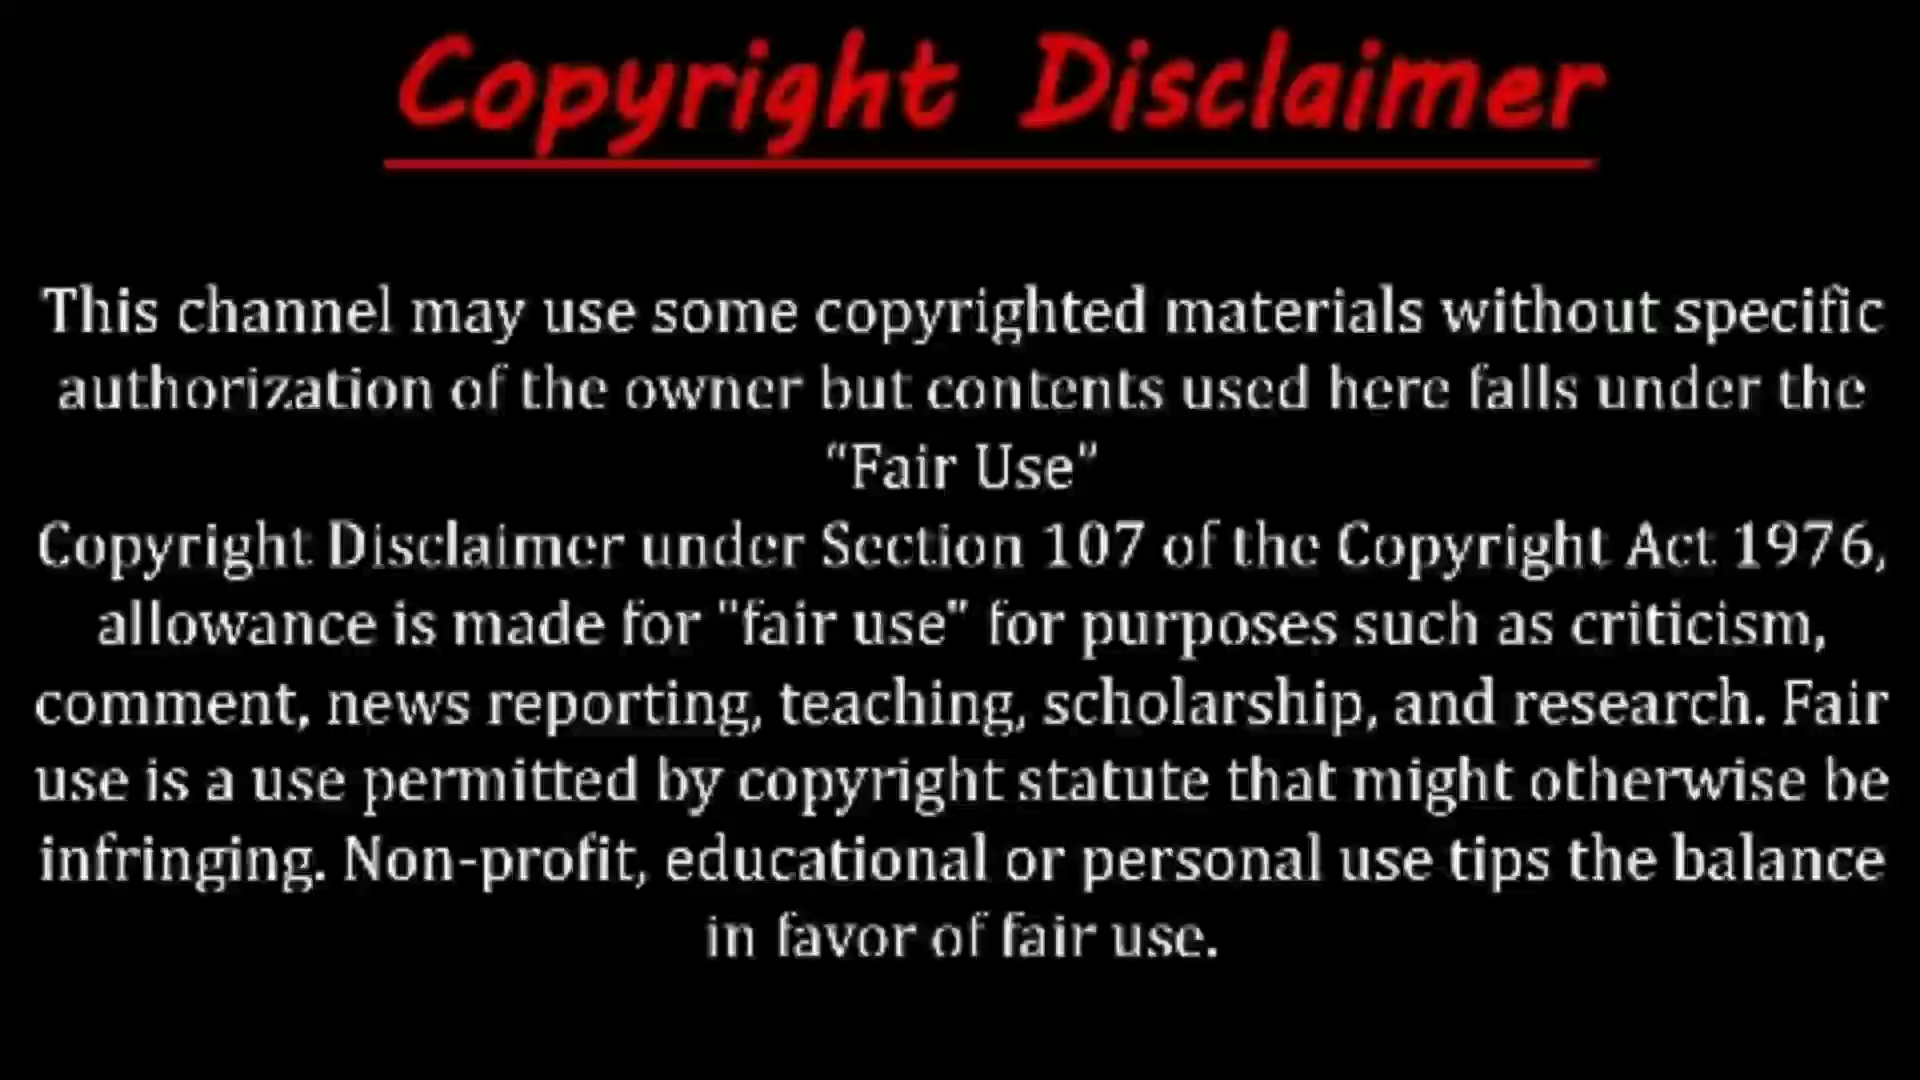 Copyright Disclaimer
This channel may use some copyrighted materials without specific
authorization of the owner but contents used here falls under the
“Fair Use”
Copyright Disclaimer under Section 107 of the Copyright Act 1976,
allowance is made for "fair use" for purposes such as criticism,
comment, news reporting, teaching, scholarship, and research. Fair
use is a use permitted by copyright statute that might otherwise be
infringing. Non-profit, educational or personal use tips the balance
in favor of fair use.